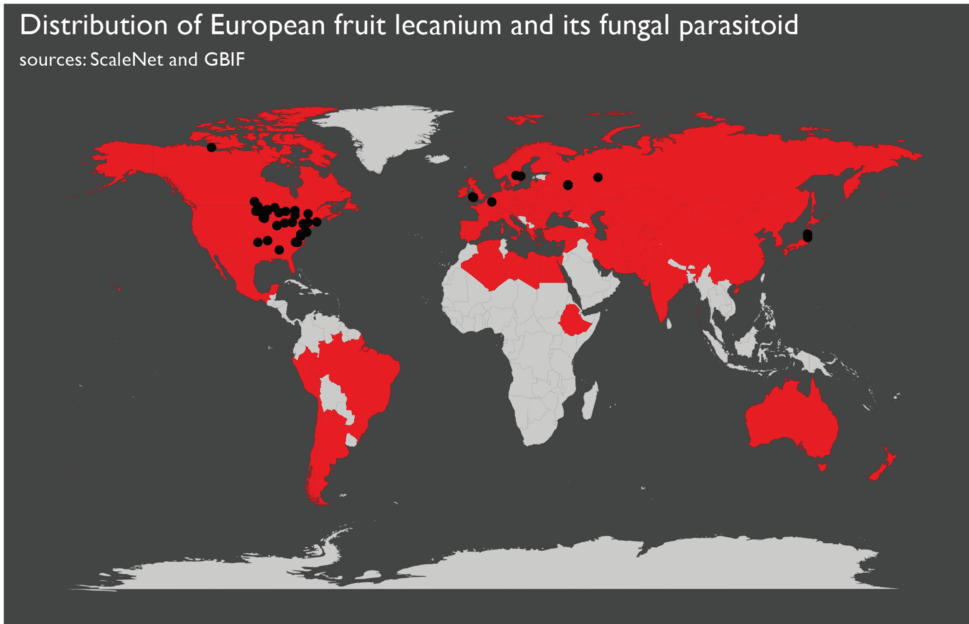 Distribution of European fruit lecanium and its fungal parasitoid
sources: ScaleNet and GBIF